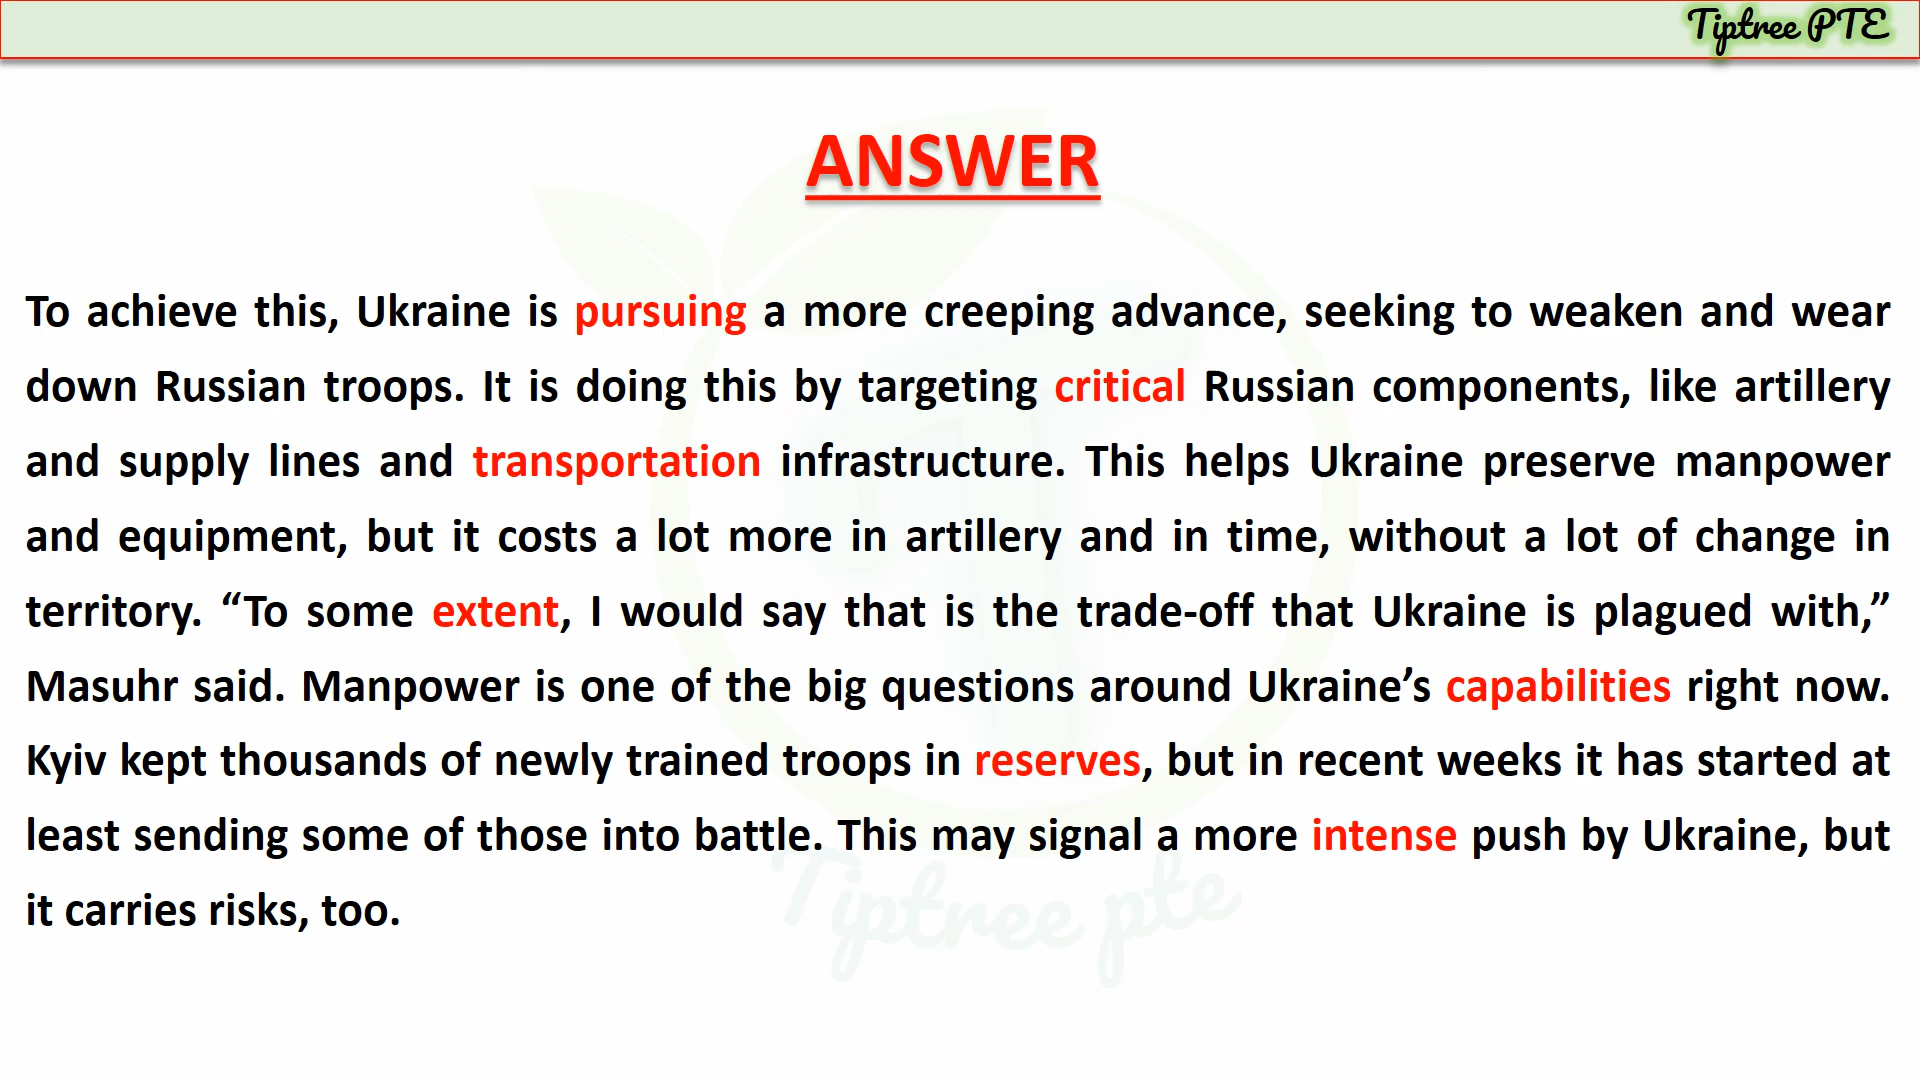 Tiptree PTE
ANSWER
To achieve this, Ukraine is pursuing a more creeping advance, seeking to weaken and wear
down Russian troops. It is doing this by targeting critical Russian components, like artillery
and supply lines and transportation infrastructure. This helps Ukraine preserve manpower
and equipment, but it costs a lot more in artillery and in time, without a lot of change in
territory. “To some extent, I would say that is the trade-off that Ukraine is plagued with,”
Masuhr said. Manpower is one of the big questions around Ukraine’s capabilities right now.
Kyiv kept thousands of newly trained troops in reserves, but in recent weeks it has started at
least sending some of those into battle. This may signal a more intense push by Ukraine, but
it carries risks, too.
Tiptree pte